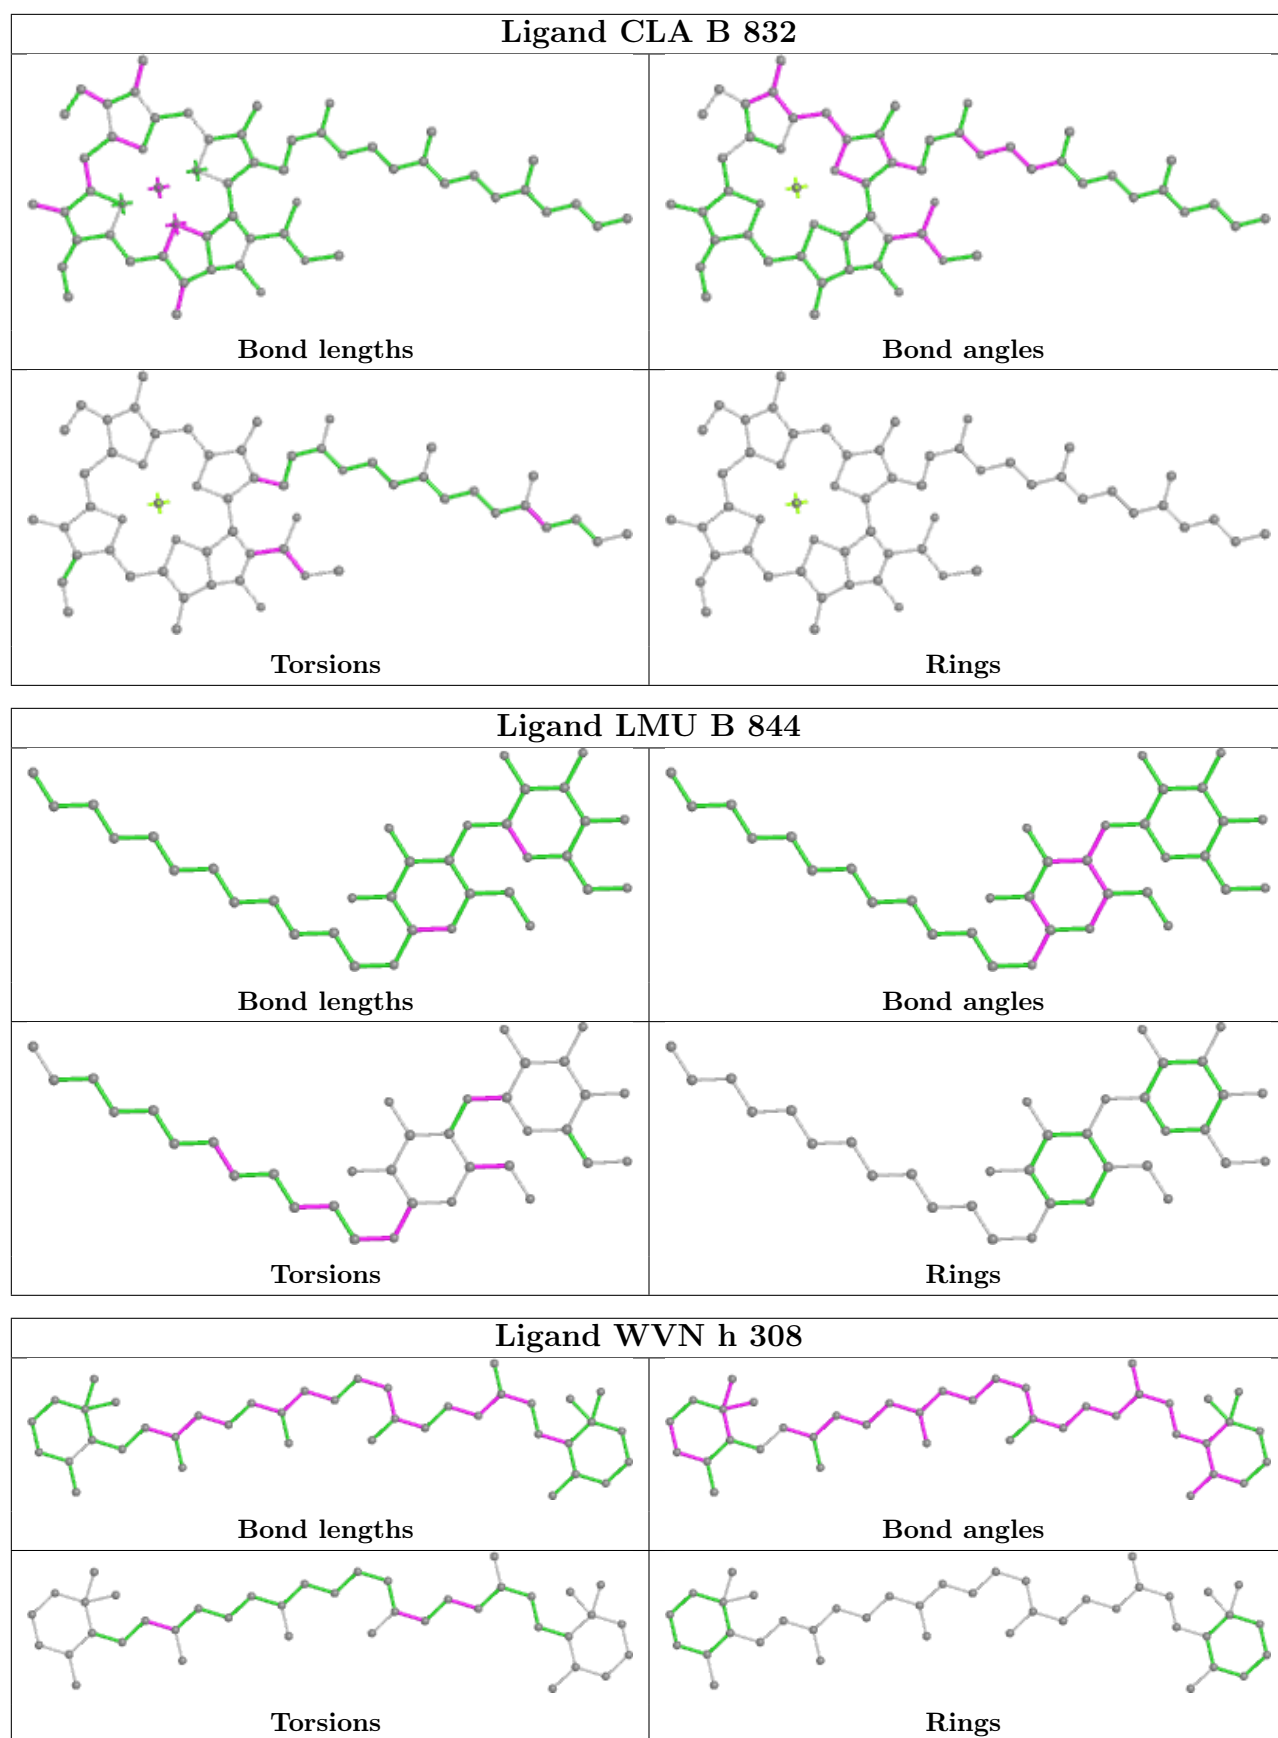 Ligand CLA B 832
Bond lengths
Bond angles
Torsions
Rings
Ligand LMU B 844
Bond lengths
Bond angles
Torsions
Rings
Ligand WVN h 308
Bond lengths
Bond angles
Torsions
Rings